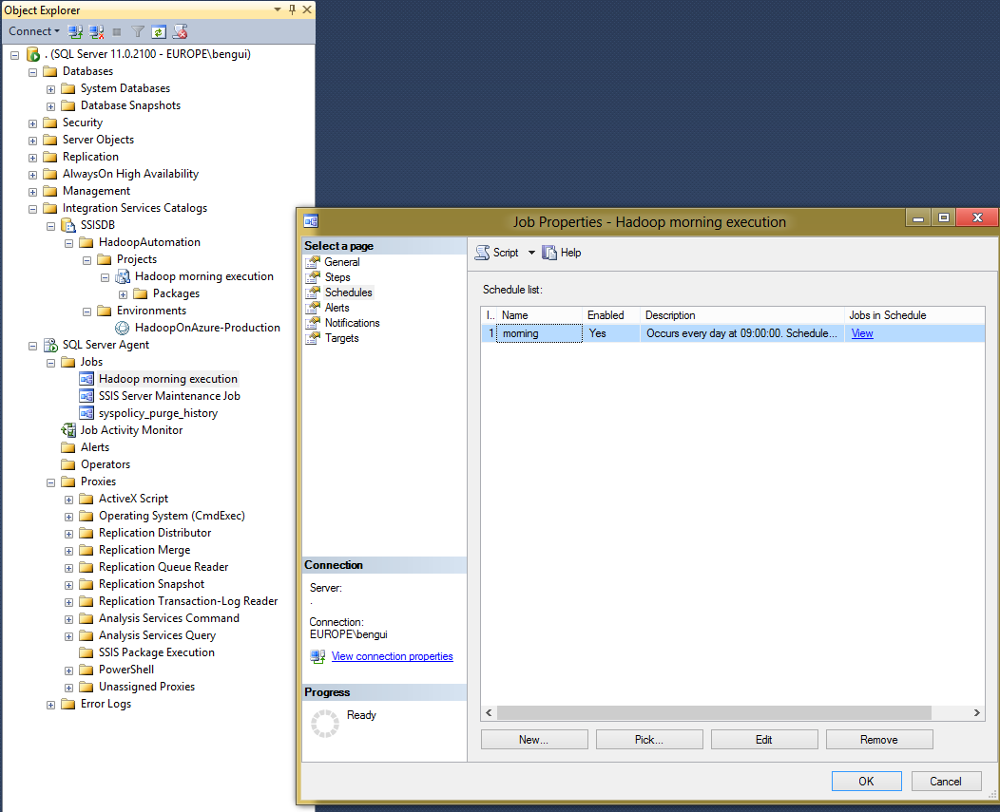 Object Explorer
Connect
. (SQL Server 11.0.2100 - EUROPE\bengui)
Databases
System Databases
Database Snapshots
Security
Server Objects
Replication
AlwaysOn High Availability
Management
Integration Services Catalogs
SSISDB
HadoopAutomation
Projects
Hadoop morning execution
Packages
Environments
HadoopOnAzure-Production
SQL Server Agent
Jobs
Hadoop morning execution
SSIS Server Maintenance Job
syspolicy_purge_history
Job Activity Monitor
Alerts
Operators
Proxies
ActiveX Script
Operating System (CmdExec)
Replication Distributor
Replication Merge
Replication Queue Reader
Replication Snapshot
Replication Transaction-Log Reader
Analysis Services Command
Analysis Services Query
SSIS Package Execution
PowerShell
Unassigned Proxies
Error Logs
Job Properties - Hadoop morning execution
Select a page
General
Steps
Schedules
Alerts
Notifications
Targets
Connection
Server:
.
Connection:
EUROPE\bengui
View connection properties
Progress
Ready
Script Help
Schedule list:
I.. Name Enabled Description Jobs in Schedule
1 morning Yes Occurs every day at 09:00:00. Schedule... View
New... Pick... Edit Remove
OK Cancel